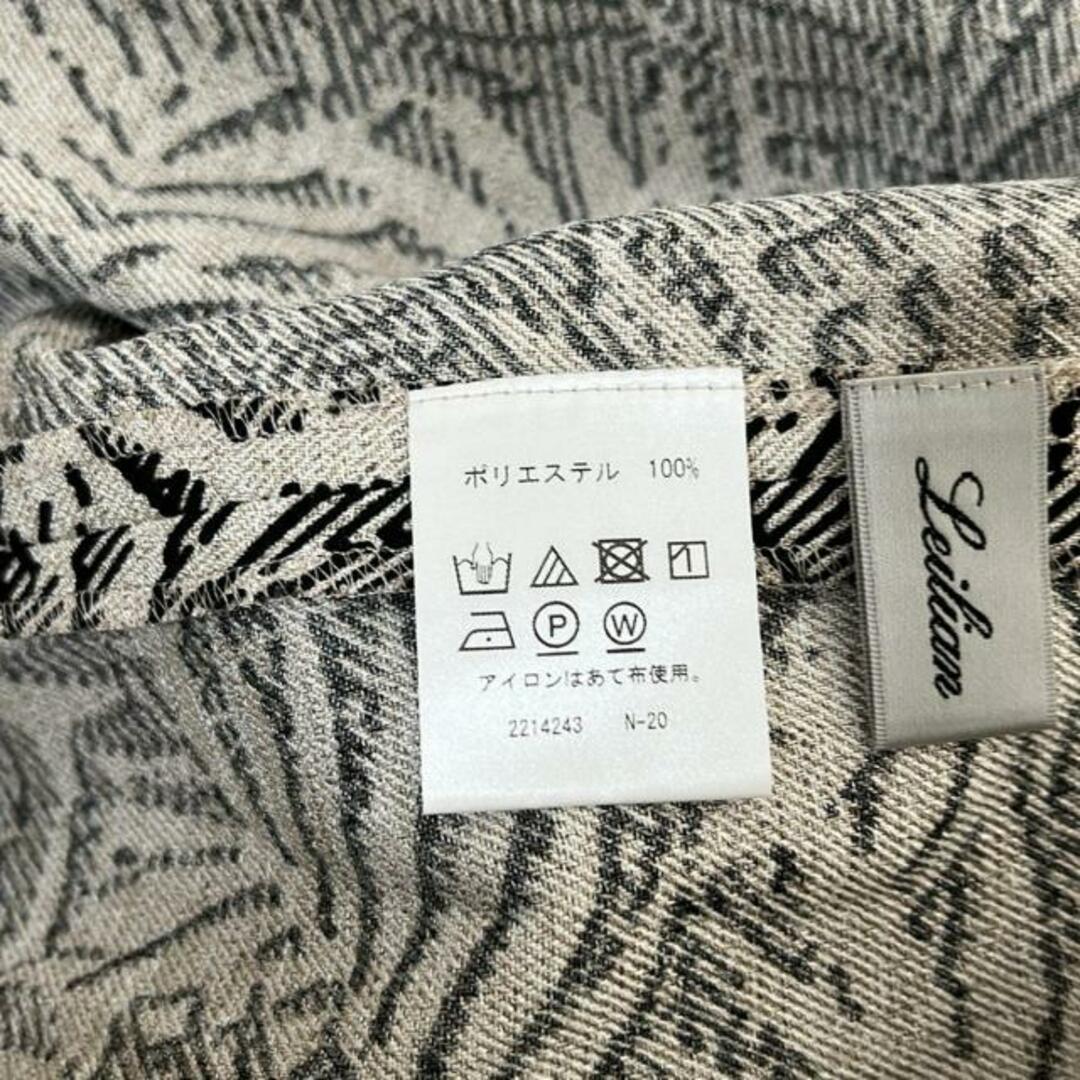 ポリエステル 100%
P W
アイロンはあて布使用。
2214243 N-20
Leilian